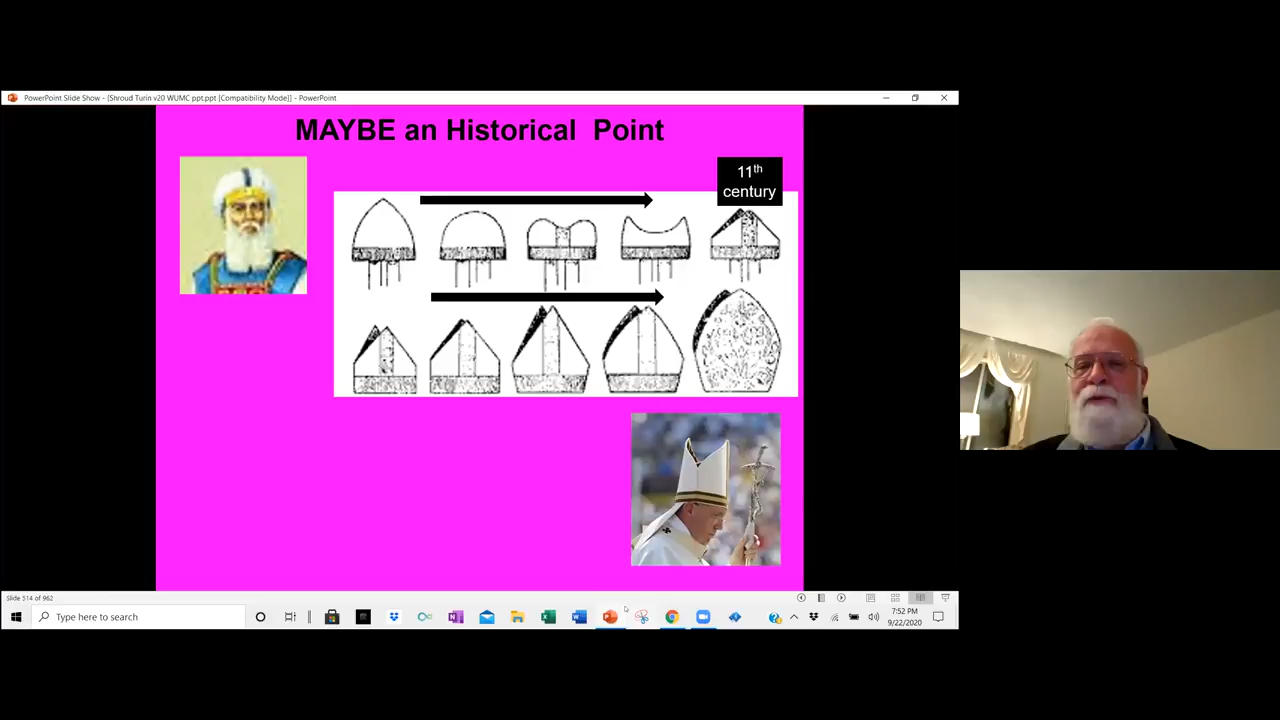 PowerPoint Slide Show - [Shroud Turin v20 WUMC ppt.ppt [Compatibility Mode]] - PowerPoint
MAYBE an Historical Point
11th
century
Slide 514 of 962
Type here to search
7:52 PM
9/22/2020